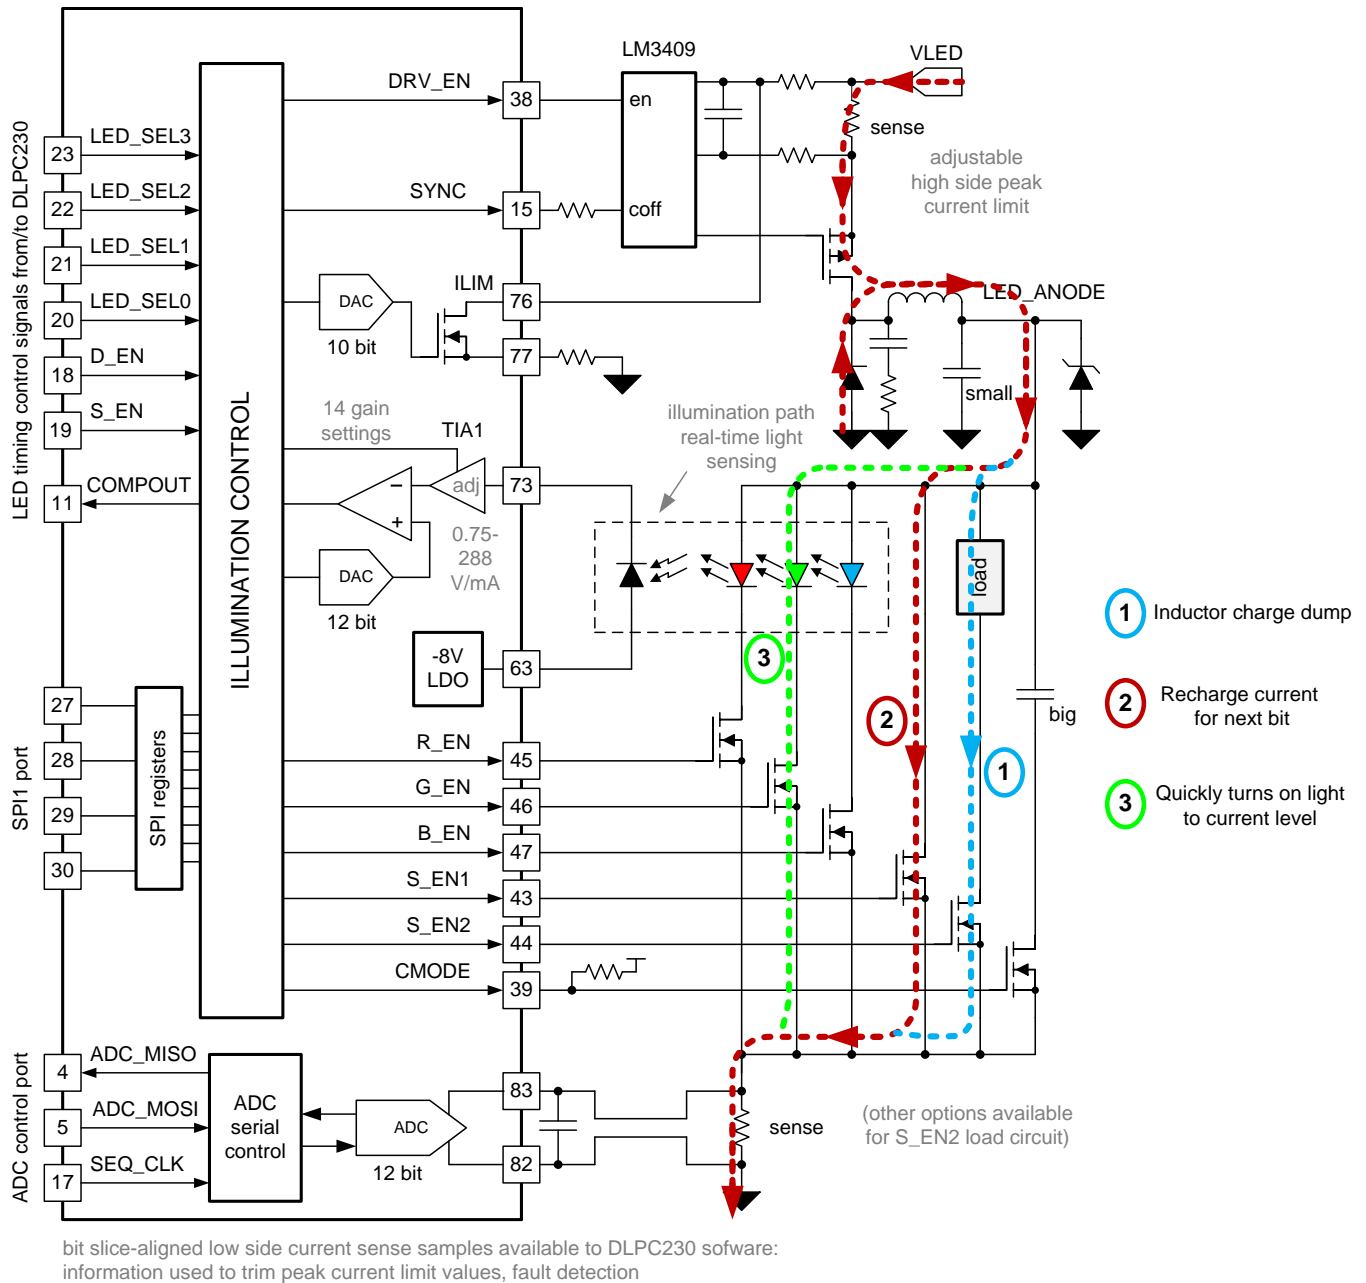 LM3409
VLED
DRV_EN
38
en
sense
LED_SEL3
23
adjustable
high side peak
current limit
LED_SEL2
22
SYNC
15
coff
LED_SEL1
21
ILIM
76
LED_ANODE
LED_SEL0
20
DAC
10 bit
77
D_EN
18
small
S_EN
19
14 gain
settings
TIA1
illumination path
real-time light
sensing
COMPOUT
11
adj
73
−
+
0.75-
288
V/mA
DAC
12 bit
load
LED timing control signals from/to DLPC230
ILLUMINATION CONTROL
1
Inductor charge dump
-8V
LDO
63
3
27
2
Recharge current
for next bit
big
28
R_EN
45
1
29
G_EN
46
3
Quickly turns on light
to current level
30
B_EN
47
SPI1 port
SPI registers
S_EN1
43
S_EN2
44
CMODE
39
ADC_MISO
4
83
ADC_MOSI
5
ADC
serial
control
ADC
12 bit
sense
(other options available
for S_EN2 load circuit)
SEQ_CLK
17
82
ADC control port
bit slice-aligned low side current sense samples available to DLPC230 sofware:
information used to trim peak current limit values, fault detection
2